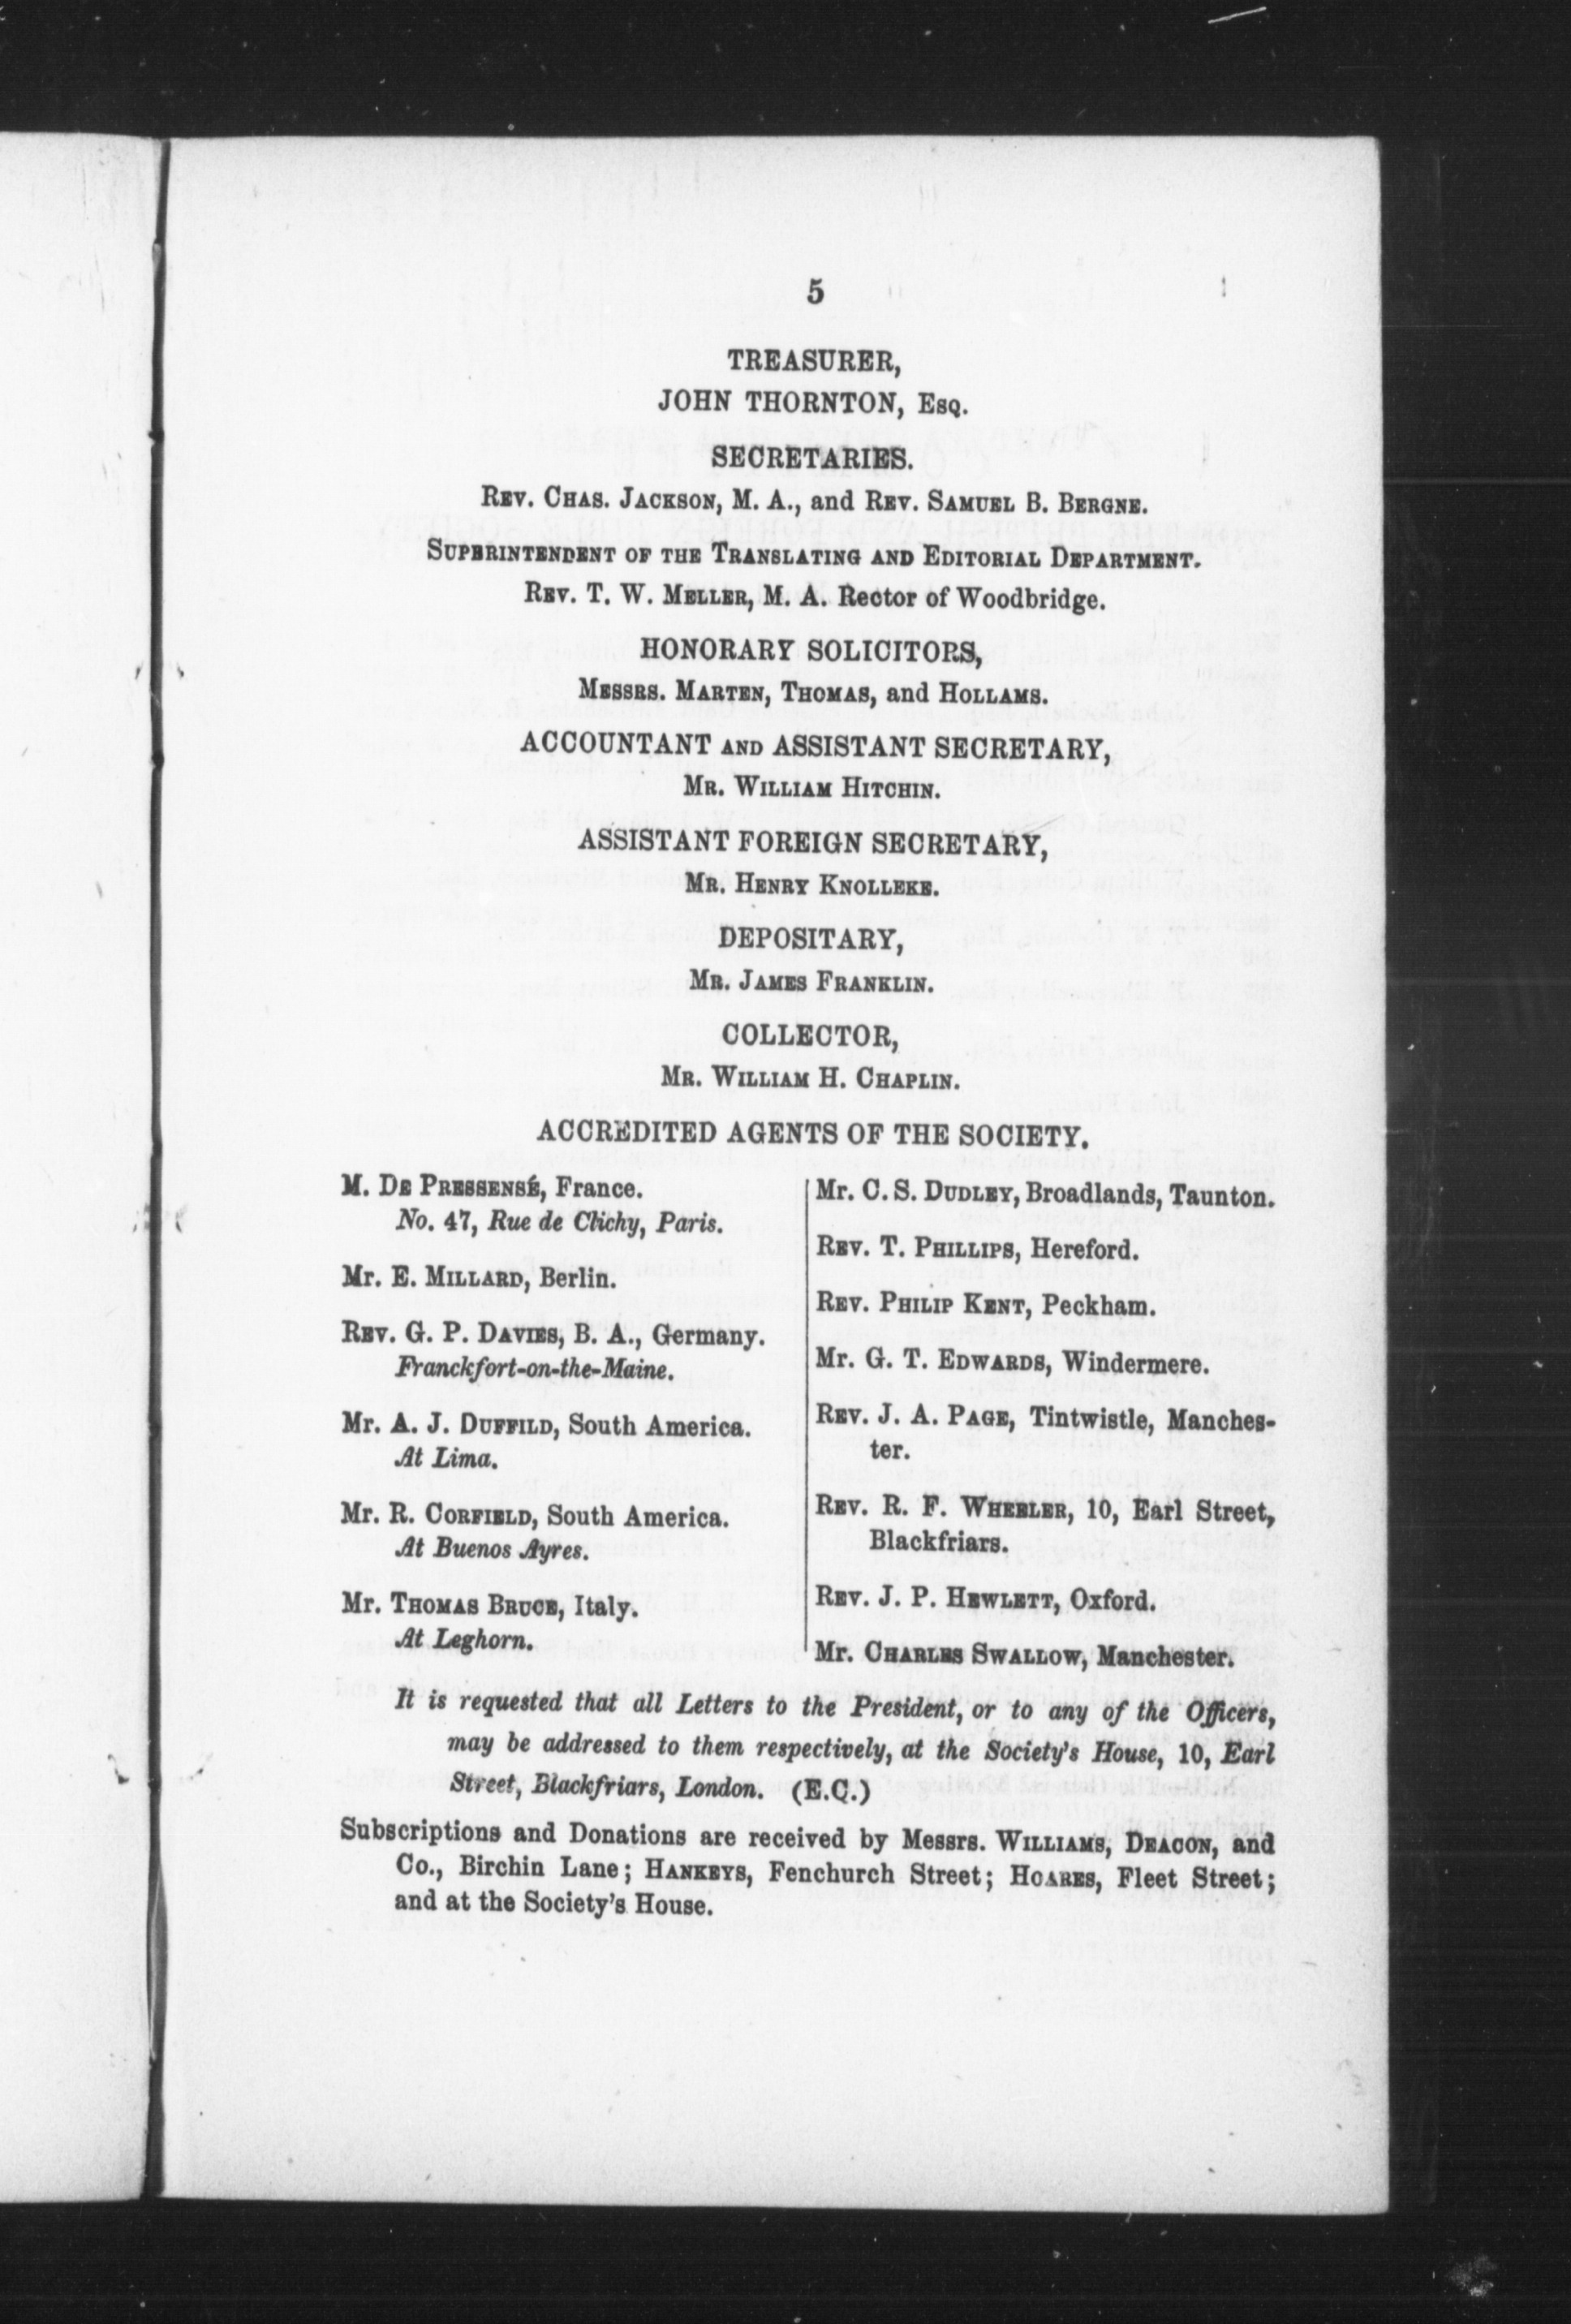 5
TREASURER,
JOHN THORNTON, ESQ.
SECRETARIES.
REV. CHAS. JACKSON, M. A., and REV. SAMUEL B. BERGNE.
SUPERINTENDENT OF THE TRANSLATING AND EDITORIAL DEPARTMENT.
REV. T. W. MELLER, M. A. Rector of Woodbridge.
HONORARY SOLICITORS,
MESSRS. MARTEN, THOMAS, and HOLLAMS.
ACCOUNTANT AND ASSISTANT SECRETARY,
MR. WILLIAM HITCHIN.
ASSISTANT FOREIGN SECRETARY,
MR. HENRY KNOLLEKE.
DEPOSITARY,
MR. JAMES FRANKLIN.
COLLECTOR,
MR. WILLIAM H. CHAPLIN.
ACCREDITED AGENTS OF THE SOCIETY.
M. DE PRESSENSÉ, France.
No. 47, Rue de Clichy, Paris.
Mr. E. MILLARD, Berlin.
REV. G. P. DAVIES, B. A., Germany.
Franckfort-on-the-Maine.
Mr. A. J. DUFFILD, South America.
At Lima.
Mr. R. CORFIELD, South America.
At Buenos Ayres.
Mr. THOMAS BRUCE, Italy.
At Leghorn.
Mr. C. S. DUDLEY, Broadlands, Taunton.
REV. T. PHILLIPS, Hereford.
REV. PHILIP KENT, Peckham.
Mr. G. T. EDWARDS, Windermere.
REV. J. A. PAGE, Tintwistle, Manches-
ter.
REV. R. F. WHEELER, 10, Earl Street,
Blackfriars.
REV. J. P. HEWLETT, Oxford.
Mr. CHARLES SWALLOW, Manchester.
It is requested that all Letters to the President, or to any of the Officers,
may be addressed to them respectively, at the Society's House, 10, Earl
Street, Blackfriars, London. (E.C.)
Subscriptions and Donations are received by Messrs. WILLIAMS, DEACON, and
Co., Birchin Lane; HANKEYS, Fenchurch Street; HOARES, Fleet Street;
and at the Society's House.